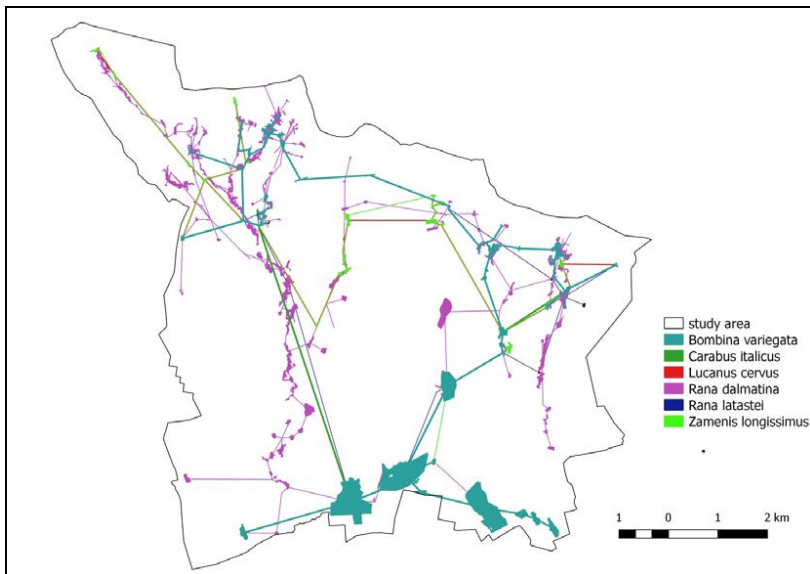 study area
Bombina variegata
Carabus italicus
Lucanus cervus
Rana dalmatina
Rana latastei
Zamenis longissimus
1 0 1 2 km